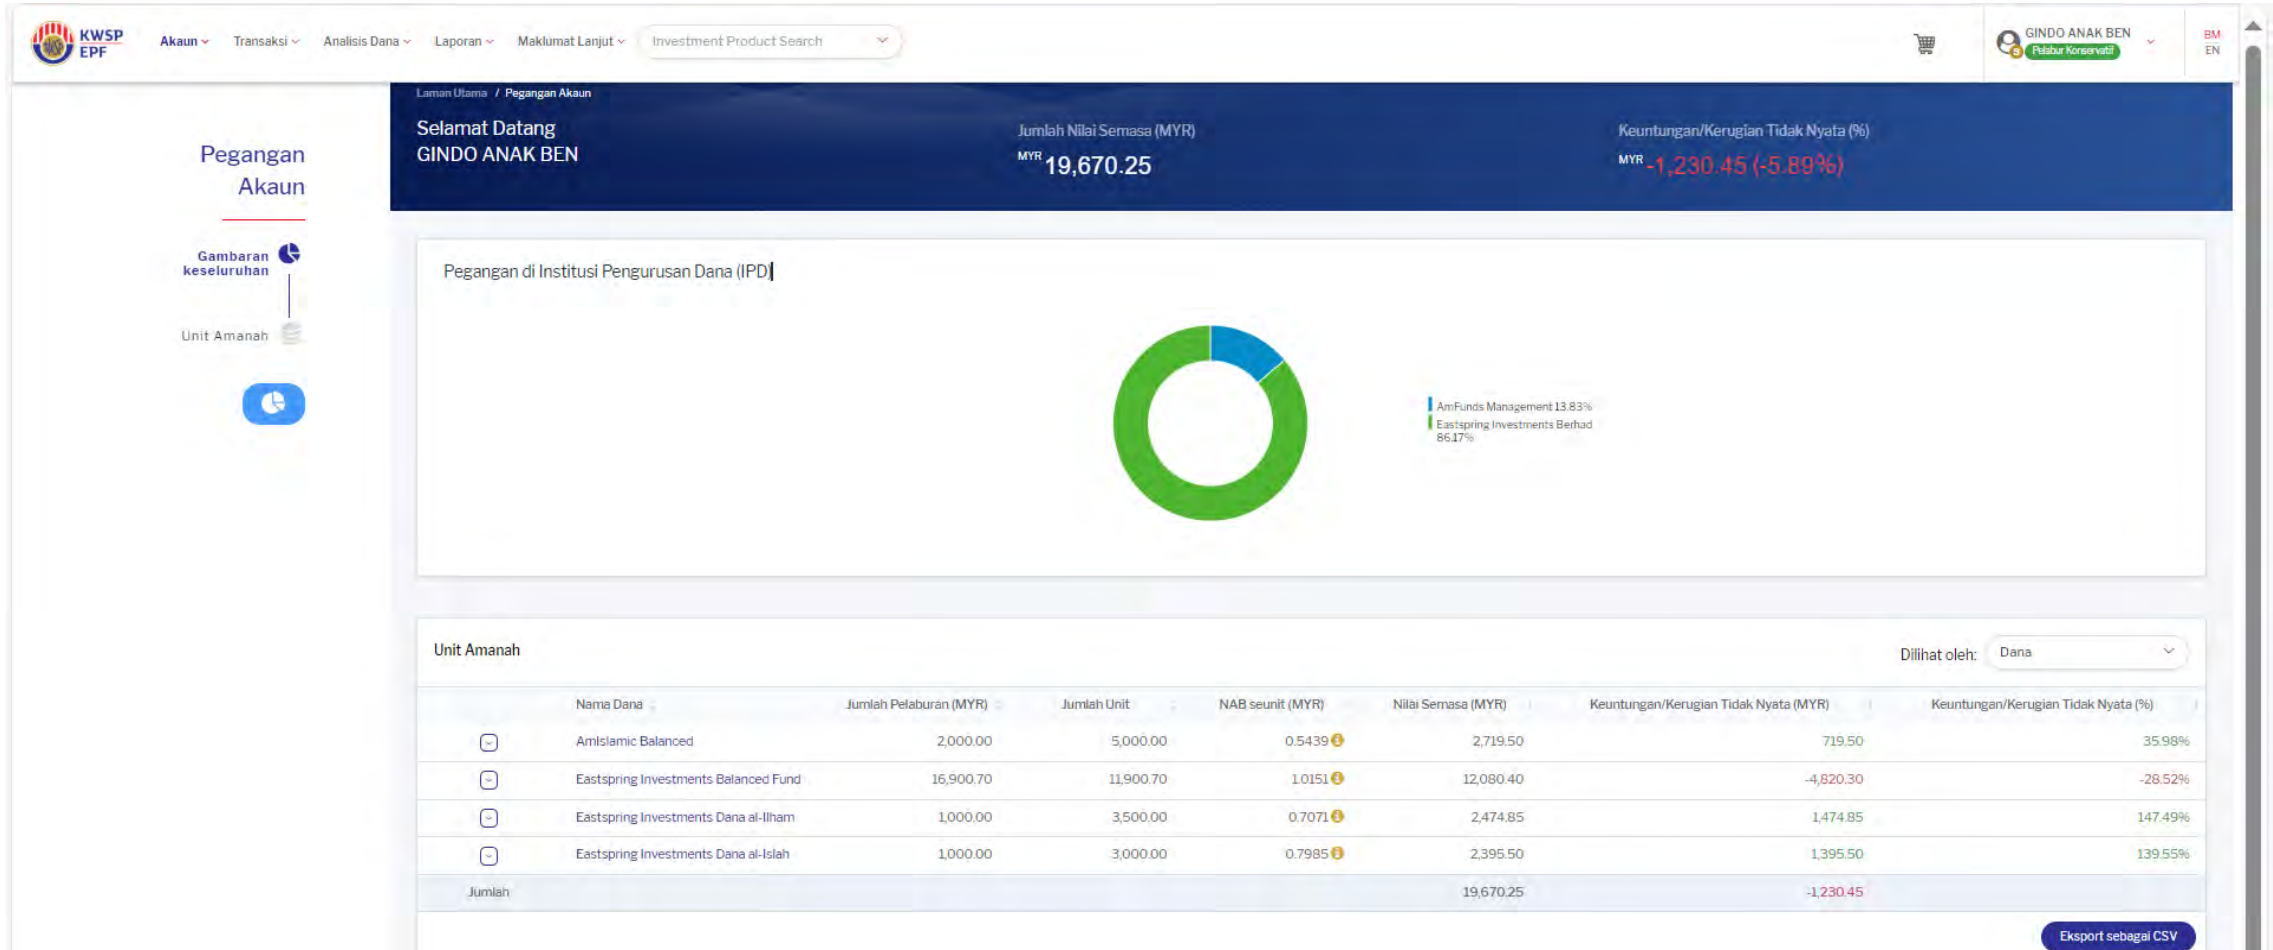 KWSP
EPF
Akaun
Transaksi
Analisis Dana
Laporan
Maklumat Lanjut
Investment Product Search
GINDO ANAK BEN
Pelabur Konservatif
BM
EN
Laman Utama / Pegangan Akaun
Selamat Datang
GINDO ANAK BEN
Jumlah Nilai Semasa (MYR)
MYR 19,670.25
Keuntungan/Kerugian Tidak Nyata (%)
MYR -1,230.45 (-5.89%)
Pegangan
Akaun
Gambaran
keseluruhan
Unit Amanah
Pegangan di Institusi Pengurusan Dana (IPD)
AmFunds Management 13.83%
Eastspring Investments Berhad
86.17%
Unit Amanah
Dilihat oleh: Dana
Nama Dana Jumlah Pelaburan (MYR) Jumlah Unit NAB seunit (MYR) Nilai Semasa (MYR) Keuntungan/Kerugian Tidak Nyata (MYR) Keuntungan/Kerugian Tidak Nyata (%)
AmIslamic Balanced 2,000.00 5,000.00 0.5439 2,719.50 719.50 35.98%
Eastspring Investments Balanced Fund 16,900.70 11,900.70 1.0151 12,080.40 -4,820.30 -28.52%
Eastspring Investments Dana al-Ilham 1,000.00 3,500.00 0.7071 2,474.85 1,474.85 147.49%
Eastspring Investments Dana al-Islah 1,000.00 3,000.00 0.7985 2,395.50 1,395.50 139.55%
Jumlah 19,670.25 -1,230.45
Eksport sebagai CSV